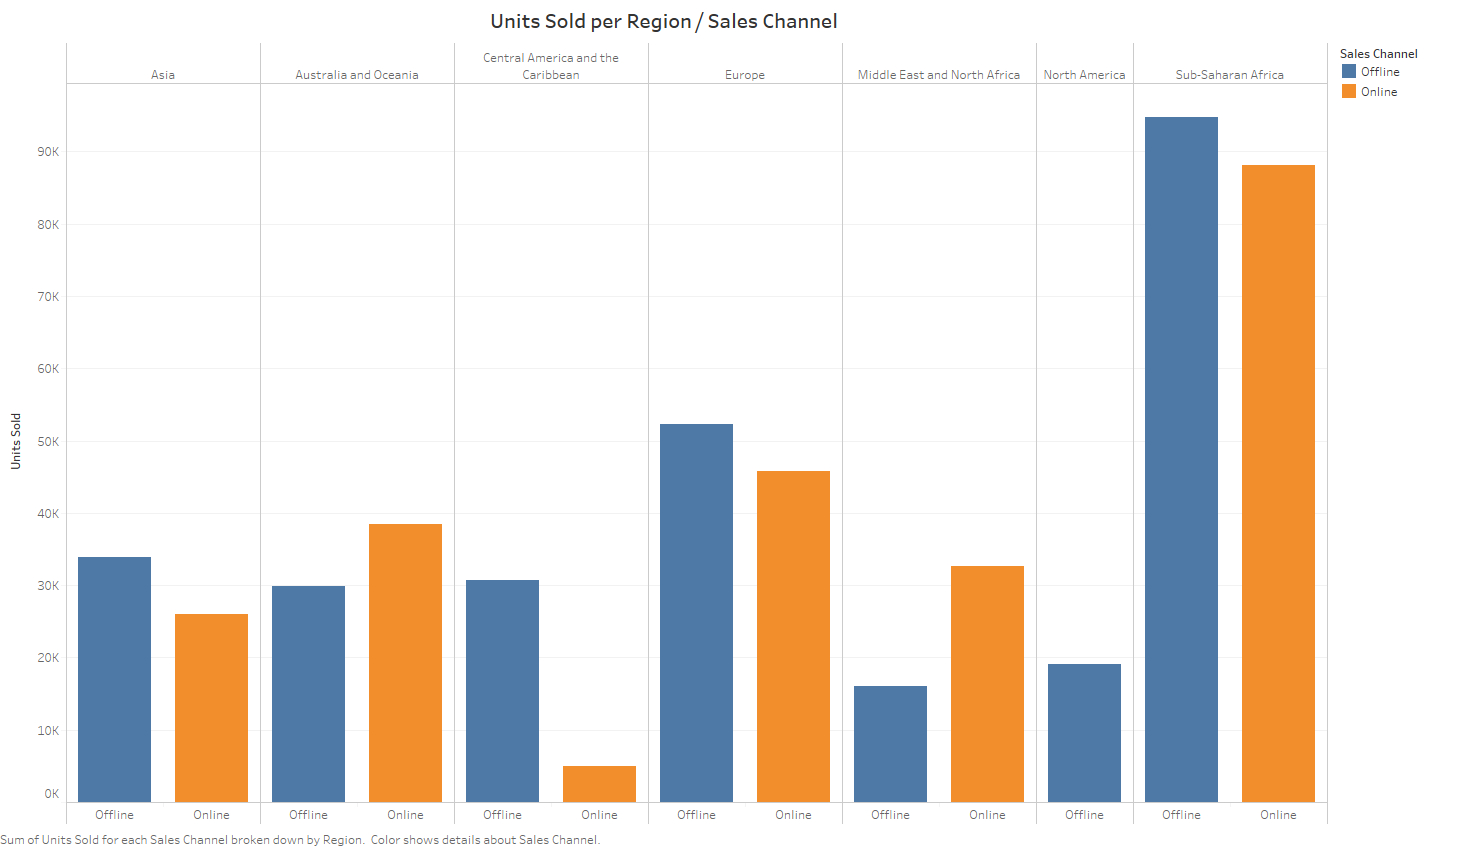 Units Sold per Region / Sales Channel
Sales Channel
Offline
Online
Asia
Australia and Oceania
Central America and the
Caribbean
Europe
Middle East and North Africa
North America
Sub-Saharan Africa
Units Sold
90K
80K
70K
60K
50K
40K
30K
20K
10K
0K
Offline
Online
Offline
Online
Offline
Online
Offline
Online
Offline
Online
Offline
Offline
Online
Sum of Units Sold for each Sales Channel broken down by Region.  Color shows details about Sales Channel.